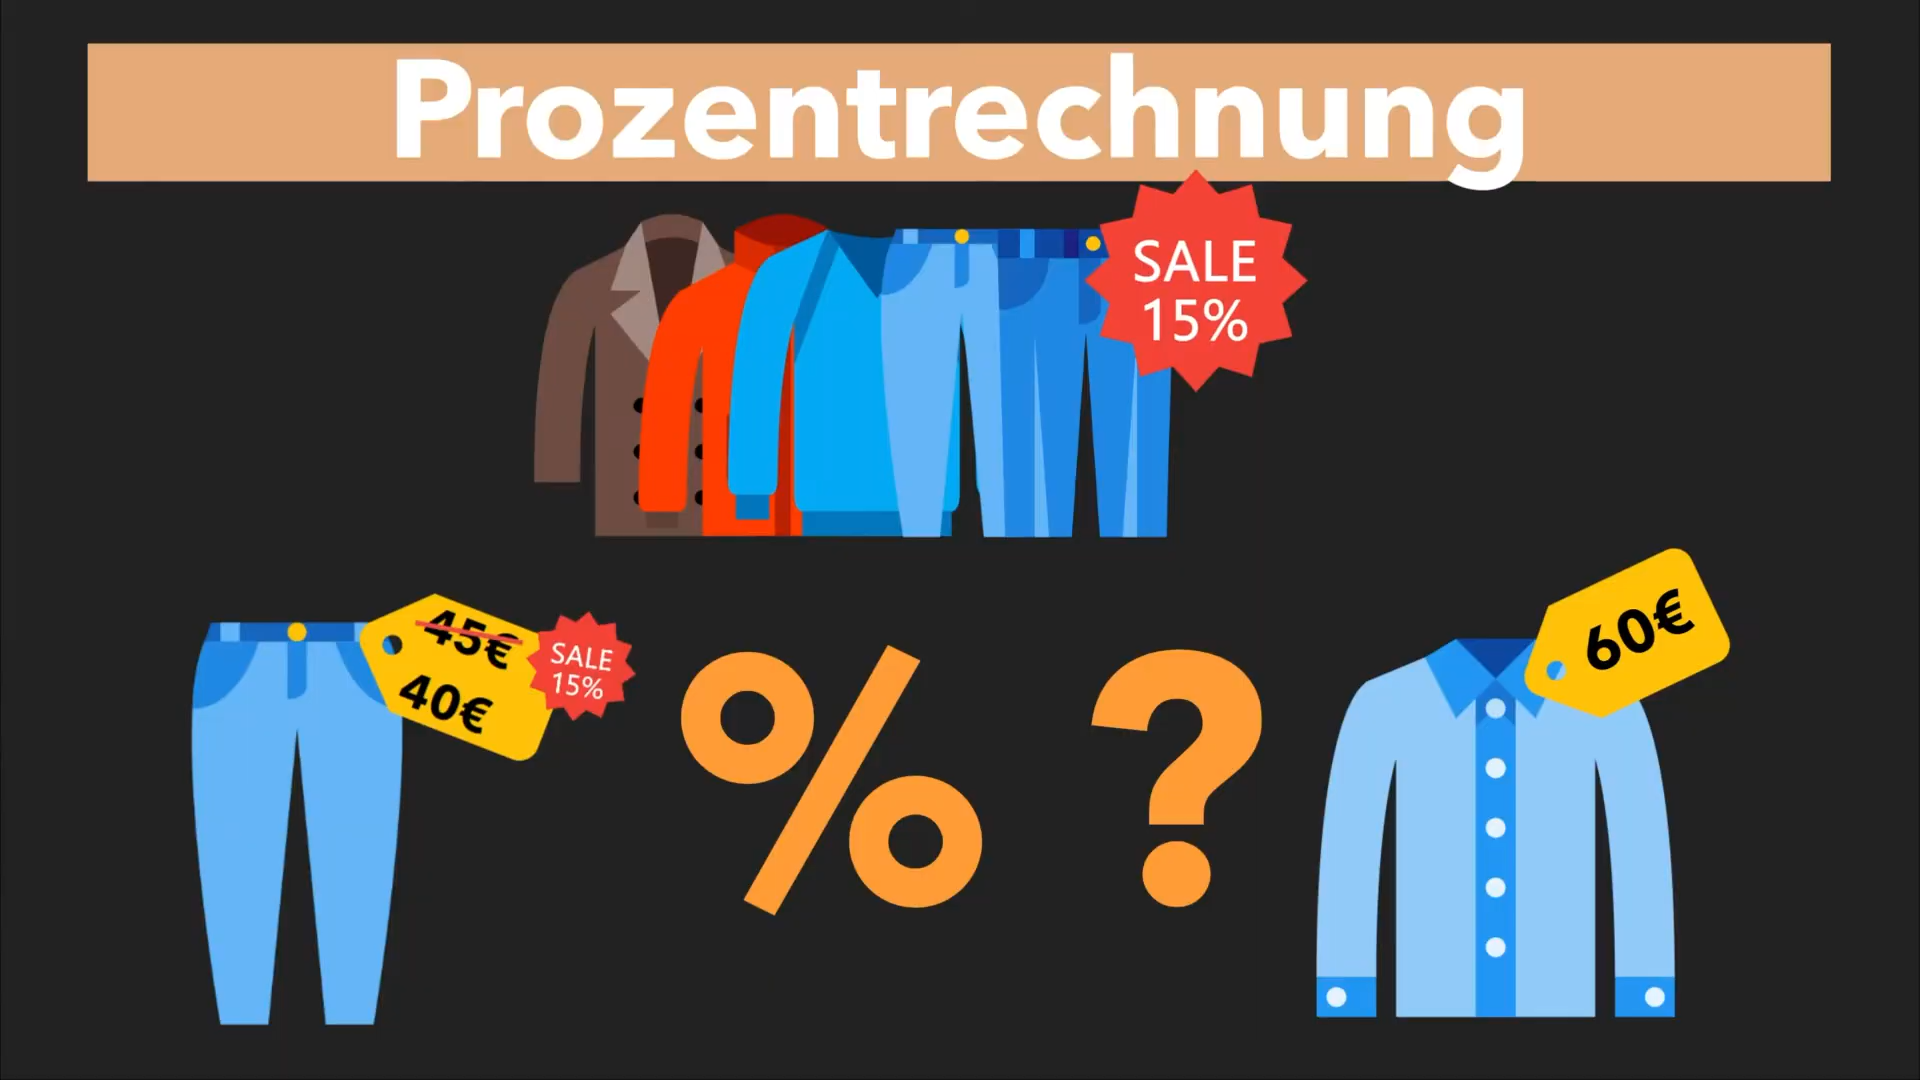 Prozentrechnung
SALE
15%
45€
40€
SALE
15%
%
?
60€